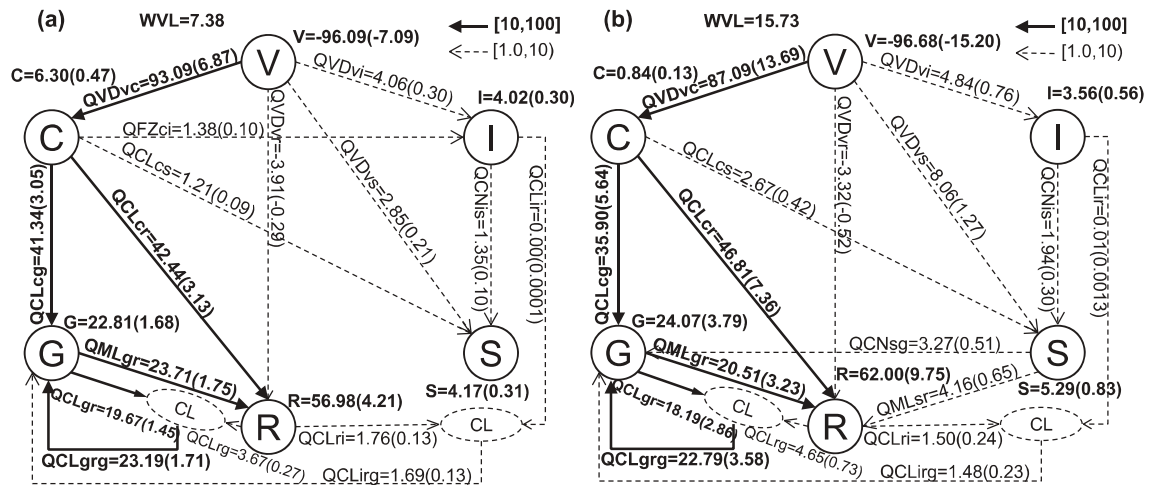 (a)
WVL=7.38
V=-96.09(-7.09)
[10,100]
[1.0,10)
V
C=6.30(0.47)
QVDvc=93.09(6.87)
QVDvi=4.06(0.30)
I=4.02(0.30)
C
I
QFZci=1.38(0.10)
QCLcs=1.21(0.09)
QVDvr=-3.91(-0.29)
QVDvs=2.85(0.21)
QCNis=1.35(0.10)
QCLir=0.00(0.0001)
QCLcg=41.34(3.05)
QCLcr=42.44(3.13)
G=22.81(1.68)
G
S
QMLgr=23.71(1.75)
R=56.98(4.21)
S=4.17(0.31)
QCLgr=19.67(1.45)
CL
R
CL
QCLrg=3.67(0.27)
QCLri=1.76(0.13)
QCLgrg=23.19(1.71)
QCLirg=1.69(0.13)
(b)
WVL=15.73
V=-96.68(-15.20)
[10,100]
[1.0,10)
V
C=0.84(0.13)
QVDvc=87.09(13.69)
QVDvi=4.84(0.76)
I=3.56(0.56)
C
I
QCLcs=2.67(0.42)
QVDvr=-3.32(-0.52)
QVDvs=8.06(1.27)
QCNis=1.94(0.30)
QCLir=0.01(0.0013)
QCLcg=35.90(5.64)
QCLcr=46.81(7.36)
G=24.07(3.79)
G
S
QCNsg=3.27(0.51)
QMLgr=20.51(3.23)
R=62.00(9.75)
QMLsr=4.16(0.65)
S=5.29(0.83)
QCLgr=18.19(2.86)
CL
R
CL
QCLrg=4.65(0.73)
QCLri=1.50(0.24)
QCLgrg=22.79(3.58)
QCLirg=1.48(0.23)